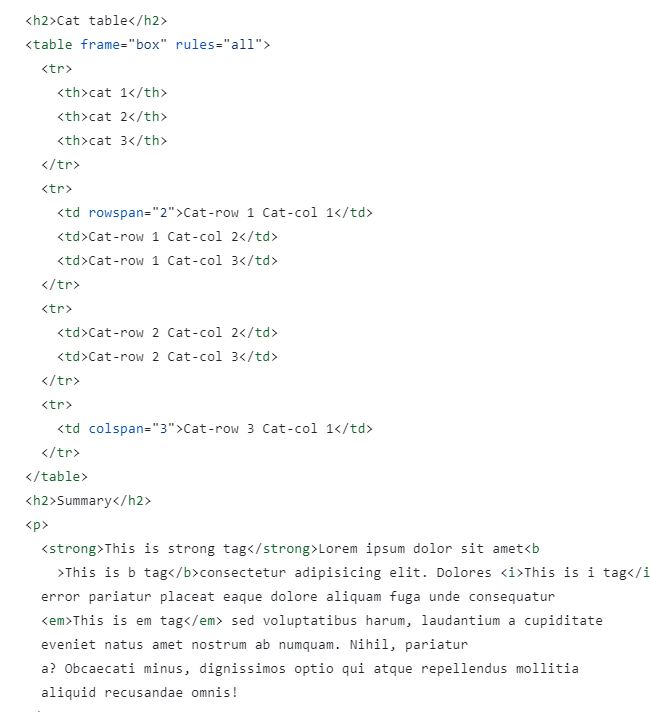 <h2>Cat table</h2>
<table frame="box" rules="all">
<tr>
<th>cat 1</th>
<th>cat 2</th>
<th>cat 3</th>
</tr>
<tr>
<td rowspan="2">Cat-row 1 Cat-col 1</td>
<td>Cat-row 1 Cat-col 2</td>
<td>Cat-row 1 Cat-col 3</td>
</tr>
<tr>
<td>Cat-row 2 Cat-col 2</td>
<td>Cat-row 2 Cat-col 3</td>
</tr>
<tr>
<td colspan="3">Cat-row 3 Cat-col 1</td>
</tr>
</table>
<h2>Summary</h2>
<p>
<strong>This is strong tag</strong>Lorem ipsum dolor sit amet<b
>This is b tag</b>consectetur adipisicing elit. Dolores <i>This is i tag</i
error pariatur placeat eaque dolore aliquam fuga unde consequatur
<em>This is em tag</em> sed voluptatibus harum, laudantium a cupiditate
eveniet natus amet nostrum ab numquam. Nihil, pariatur
a? Obcaecati minus, dignissimos optio qui atque repellendus mollitia
aliquid recusandae omnis!